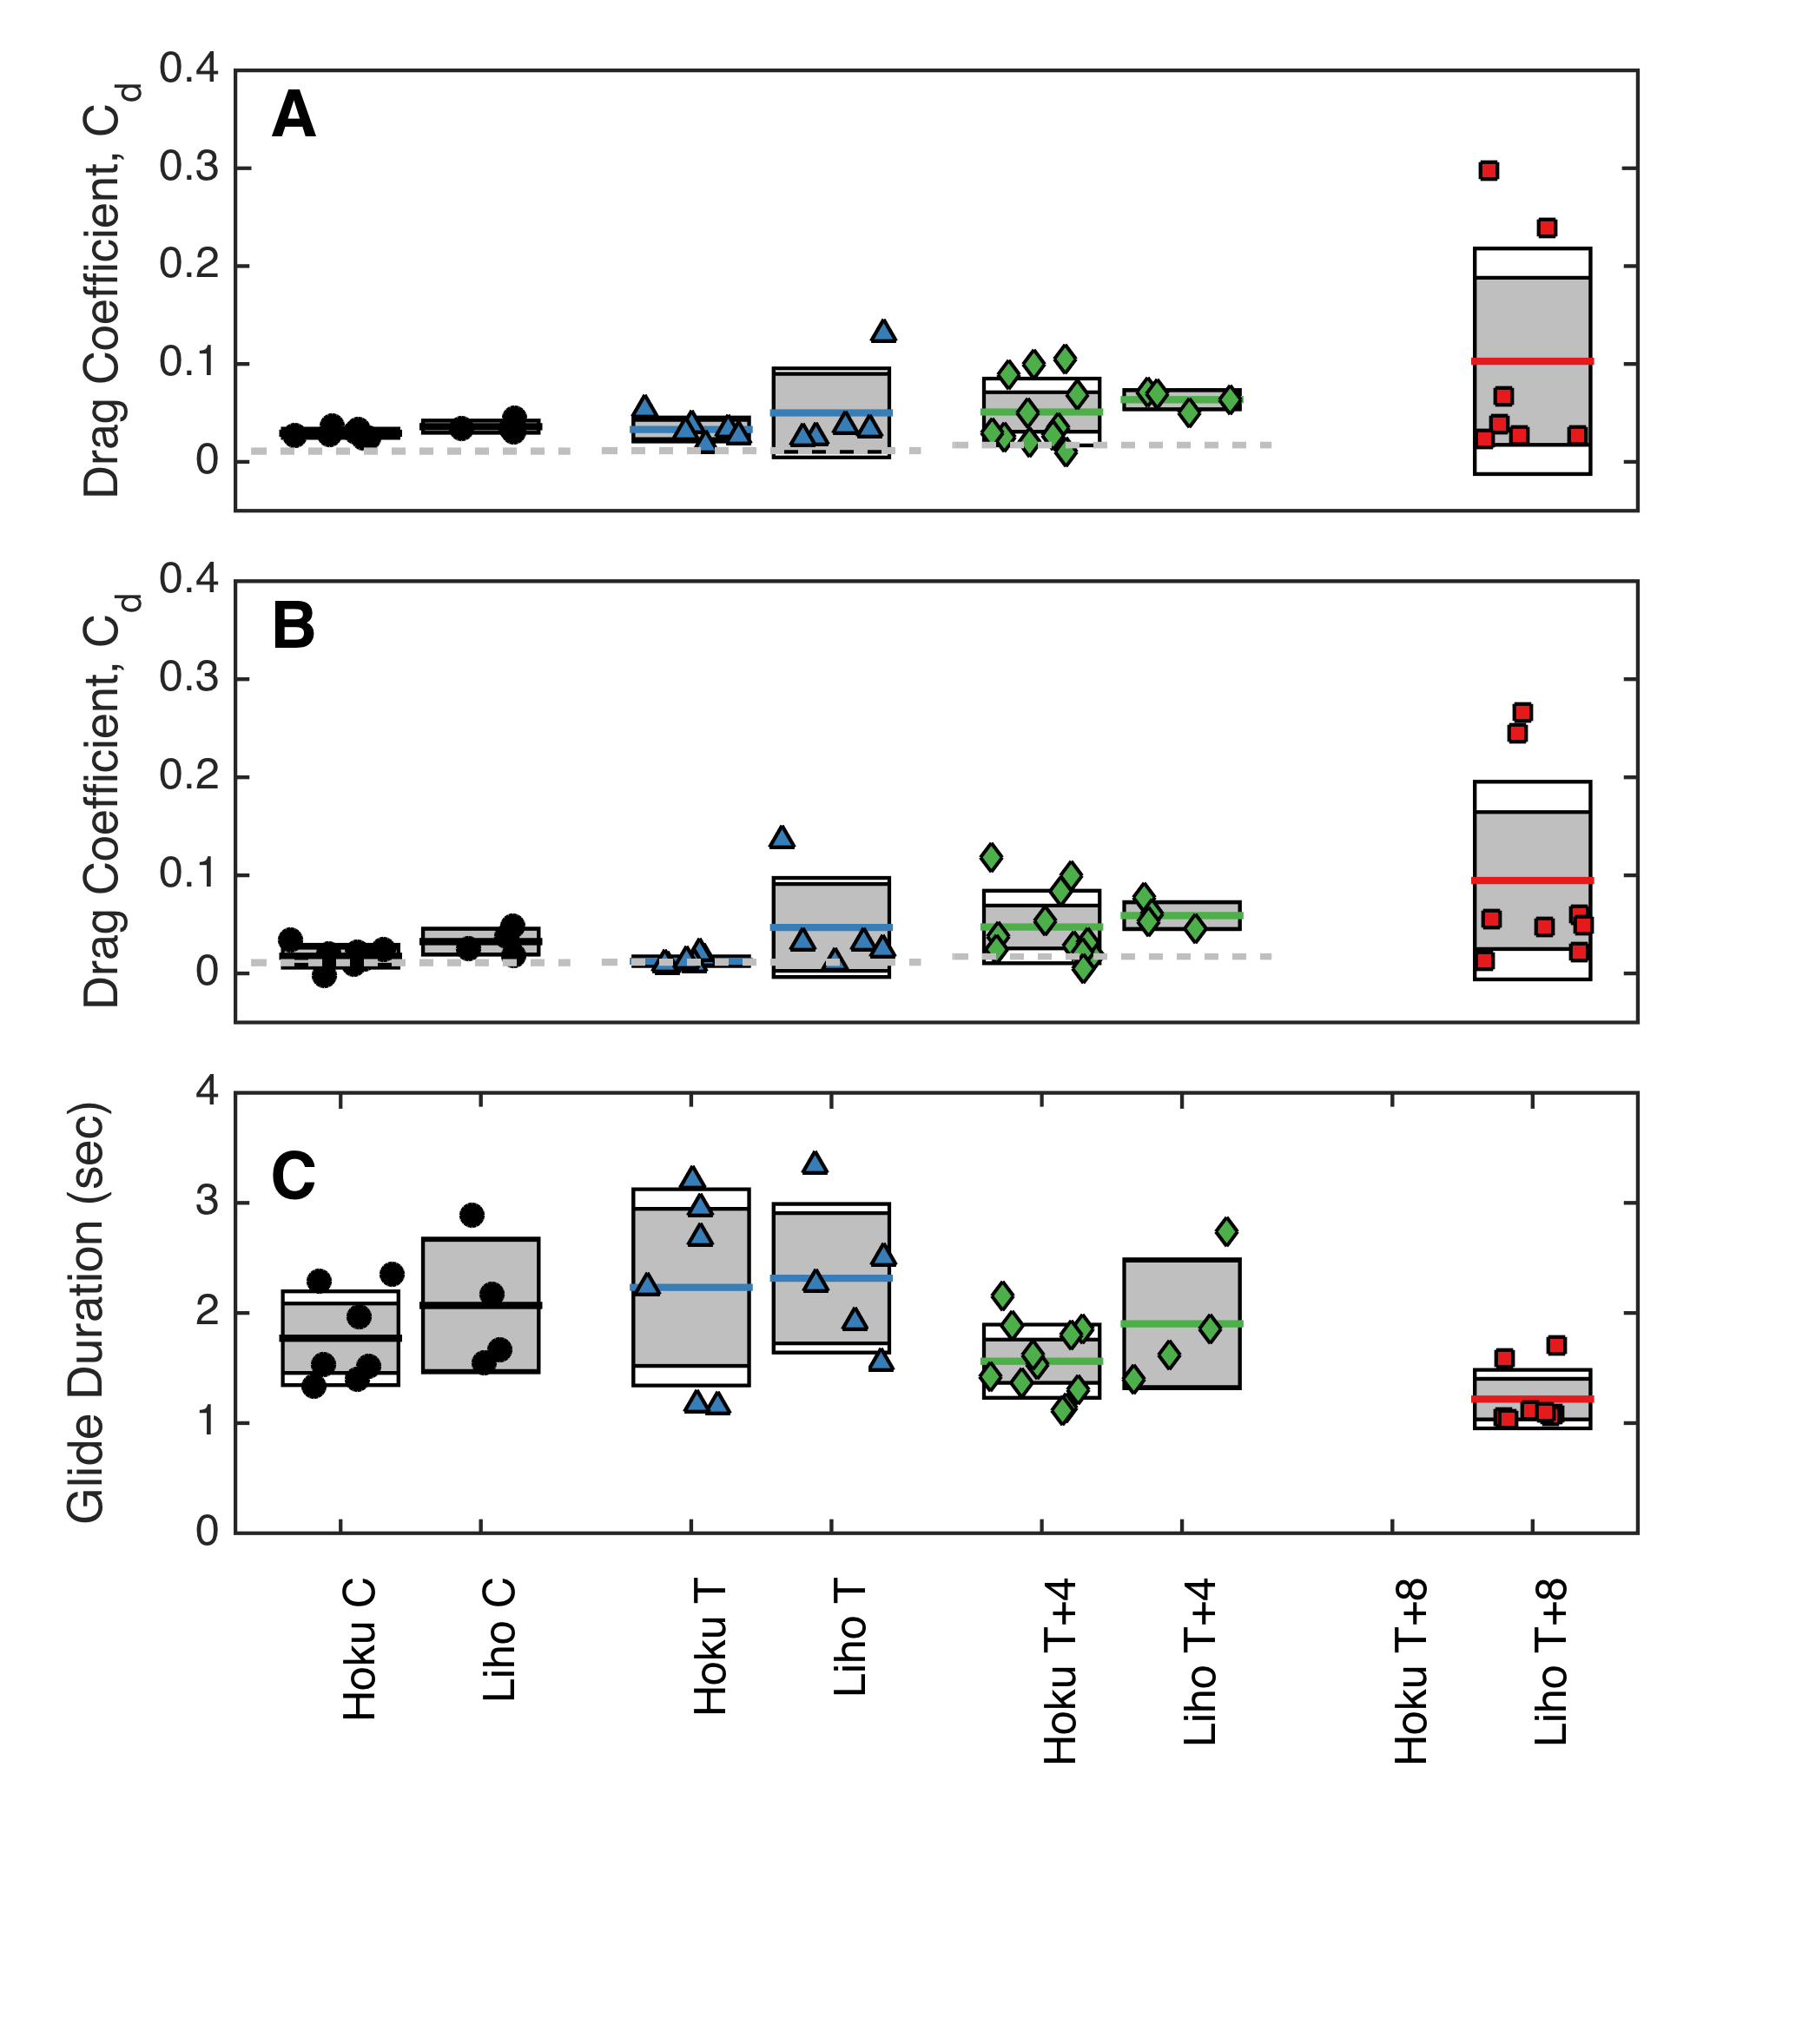 A
Drag Coefficient, Cd
0.4
0.3
0.2
0.1
0
B
Drag Coefficient, Cd
0.4
0.3
0.2
0.1
0
C
Glide Duration (sec)
4
3
2
1
0
Hoku C
Liho C
Hoku T
Liho T
Hoku T+4
Liho T+4
Hoku T+8
Liho T+8